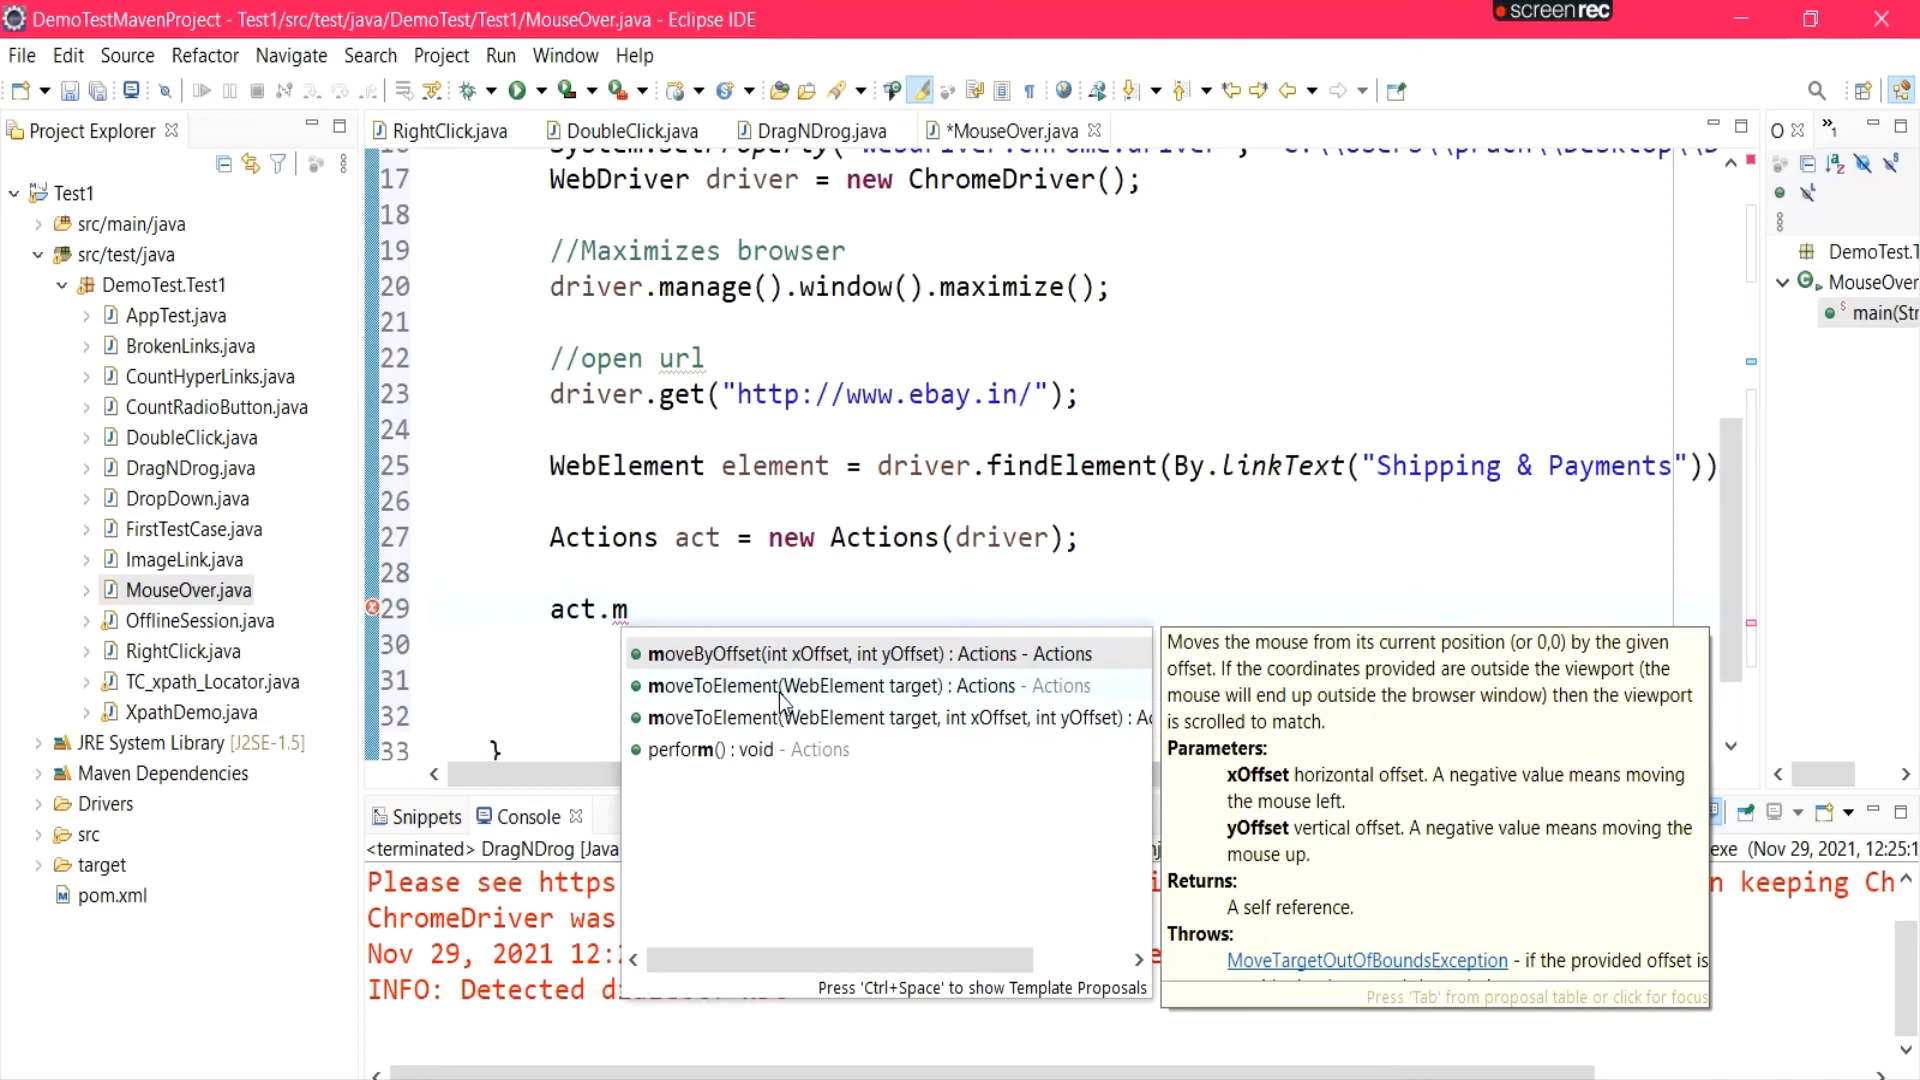 DemoTestMavenProject - Test1/src/test/java/DemoTest/Test1/MouseOver.java - Eclipse IDE
screenrec
File Edit Source Refactor Navigate Search Project Run Window Help
Project Explorer
RightClick.java DoubleClick.java DragNDrog.java *MouseOver.java
Test1
src/main/java
src/test/java
DemoTest.Test1
AppTest.java
BrokenLinks.java
CountHyperLinks.java
CountRadioButton.java
DoubleClick.java
DragNDrog.java
DropDown.java
FirstTestCase.java
ImageLink.java
MouseOver.java
OfflineSession.java
RightClick.java
TC_xpath_Locator.java
XpathDemo.java
JRE System Library [J2SE-1.5]
Maven Dependencies
Drivers
src
target
pom.xml
17 WebDriver driver = new ChromeDriver();
18
19 //Maximizes browser
20 driver.manage().window().maximize();
21
22 //open url
23 driver.get("http://www.ebay.in/");
24
25 WebElement element = driver.findElement(By.linkText("Shipping & Payments"))
26
27 Actions act = new Actions(driver);
28
29 act.m
30
31
32
33 }
moveByOffset(int xOffset, int yOffset) : Actions - Actions
moveToElement(WebElement target) : Actions - Actions
moveToElement(WebElement target, int xOffset, int yOffset) : Ac
perform() : void - Actions
Press 'Ctrl+Space' to show Template Proposals
Moves the mouse from its current position (or 0,0) by the given
offset. If the coordinates provided are outside the viewport (the
mouse will end up outside the browser window) then the viewport
is scrolled to match.
Parameters:
xOffset horizontal offset. A negative value means moving
the mouse left.
yOffset vertical offset. A negative value means moving the
mouse up.
Returns:
A self reference.
Throws:
MoveTargetOutOfBoundsException - if the provided offset is
Press 'Tab' from proposal table or click for focus
O
DemoTest.T
MouseOver
main(Str
Snippets Console
<terminated> DragNDrog [Java
exe (Nov 29, 2021, 12:25:1
Please see https
n keeping Ch
ChromeDriver was
Nov 29, 2021 12:2
INFO: Detected di